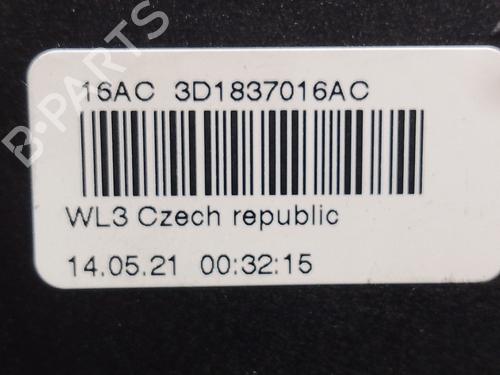 B-PARTS
16AC 3D1837016AC
WL3 Czech republic
14.05.21 00:32:15